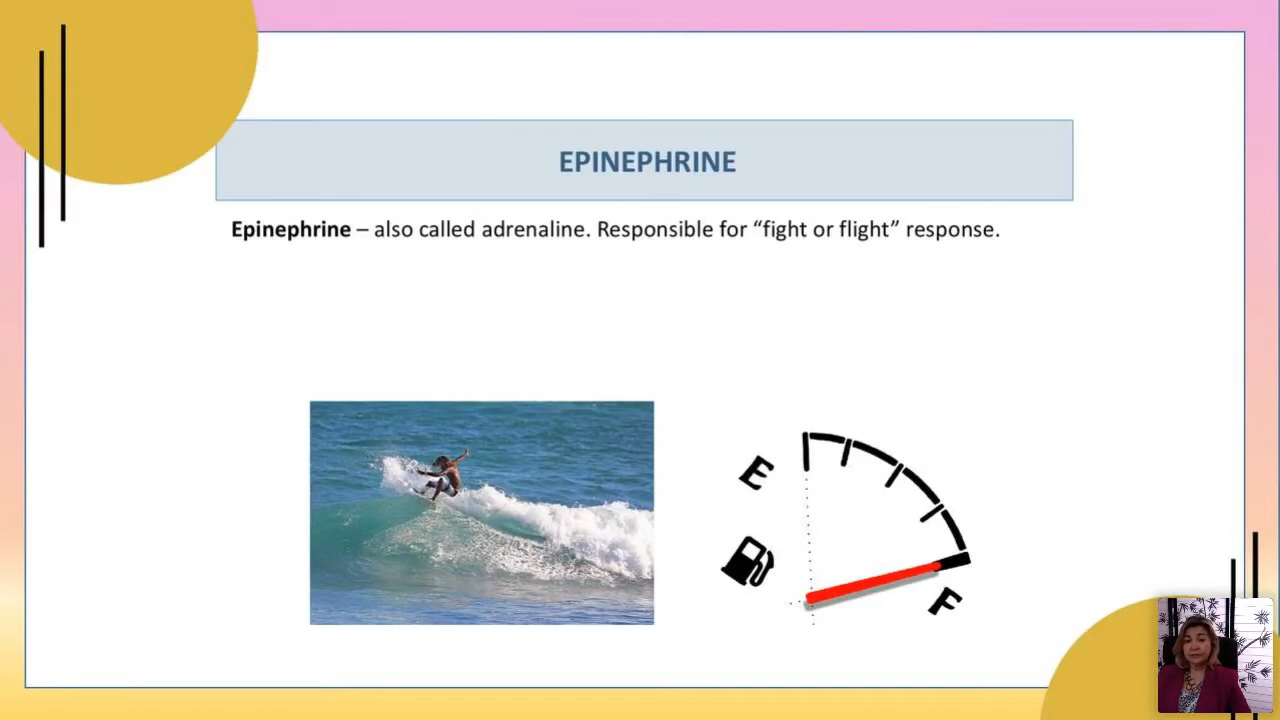 EPINEPHRINE
Epinephrine – also called adrenaline. Responsible for “fight or flight” response.
E
F